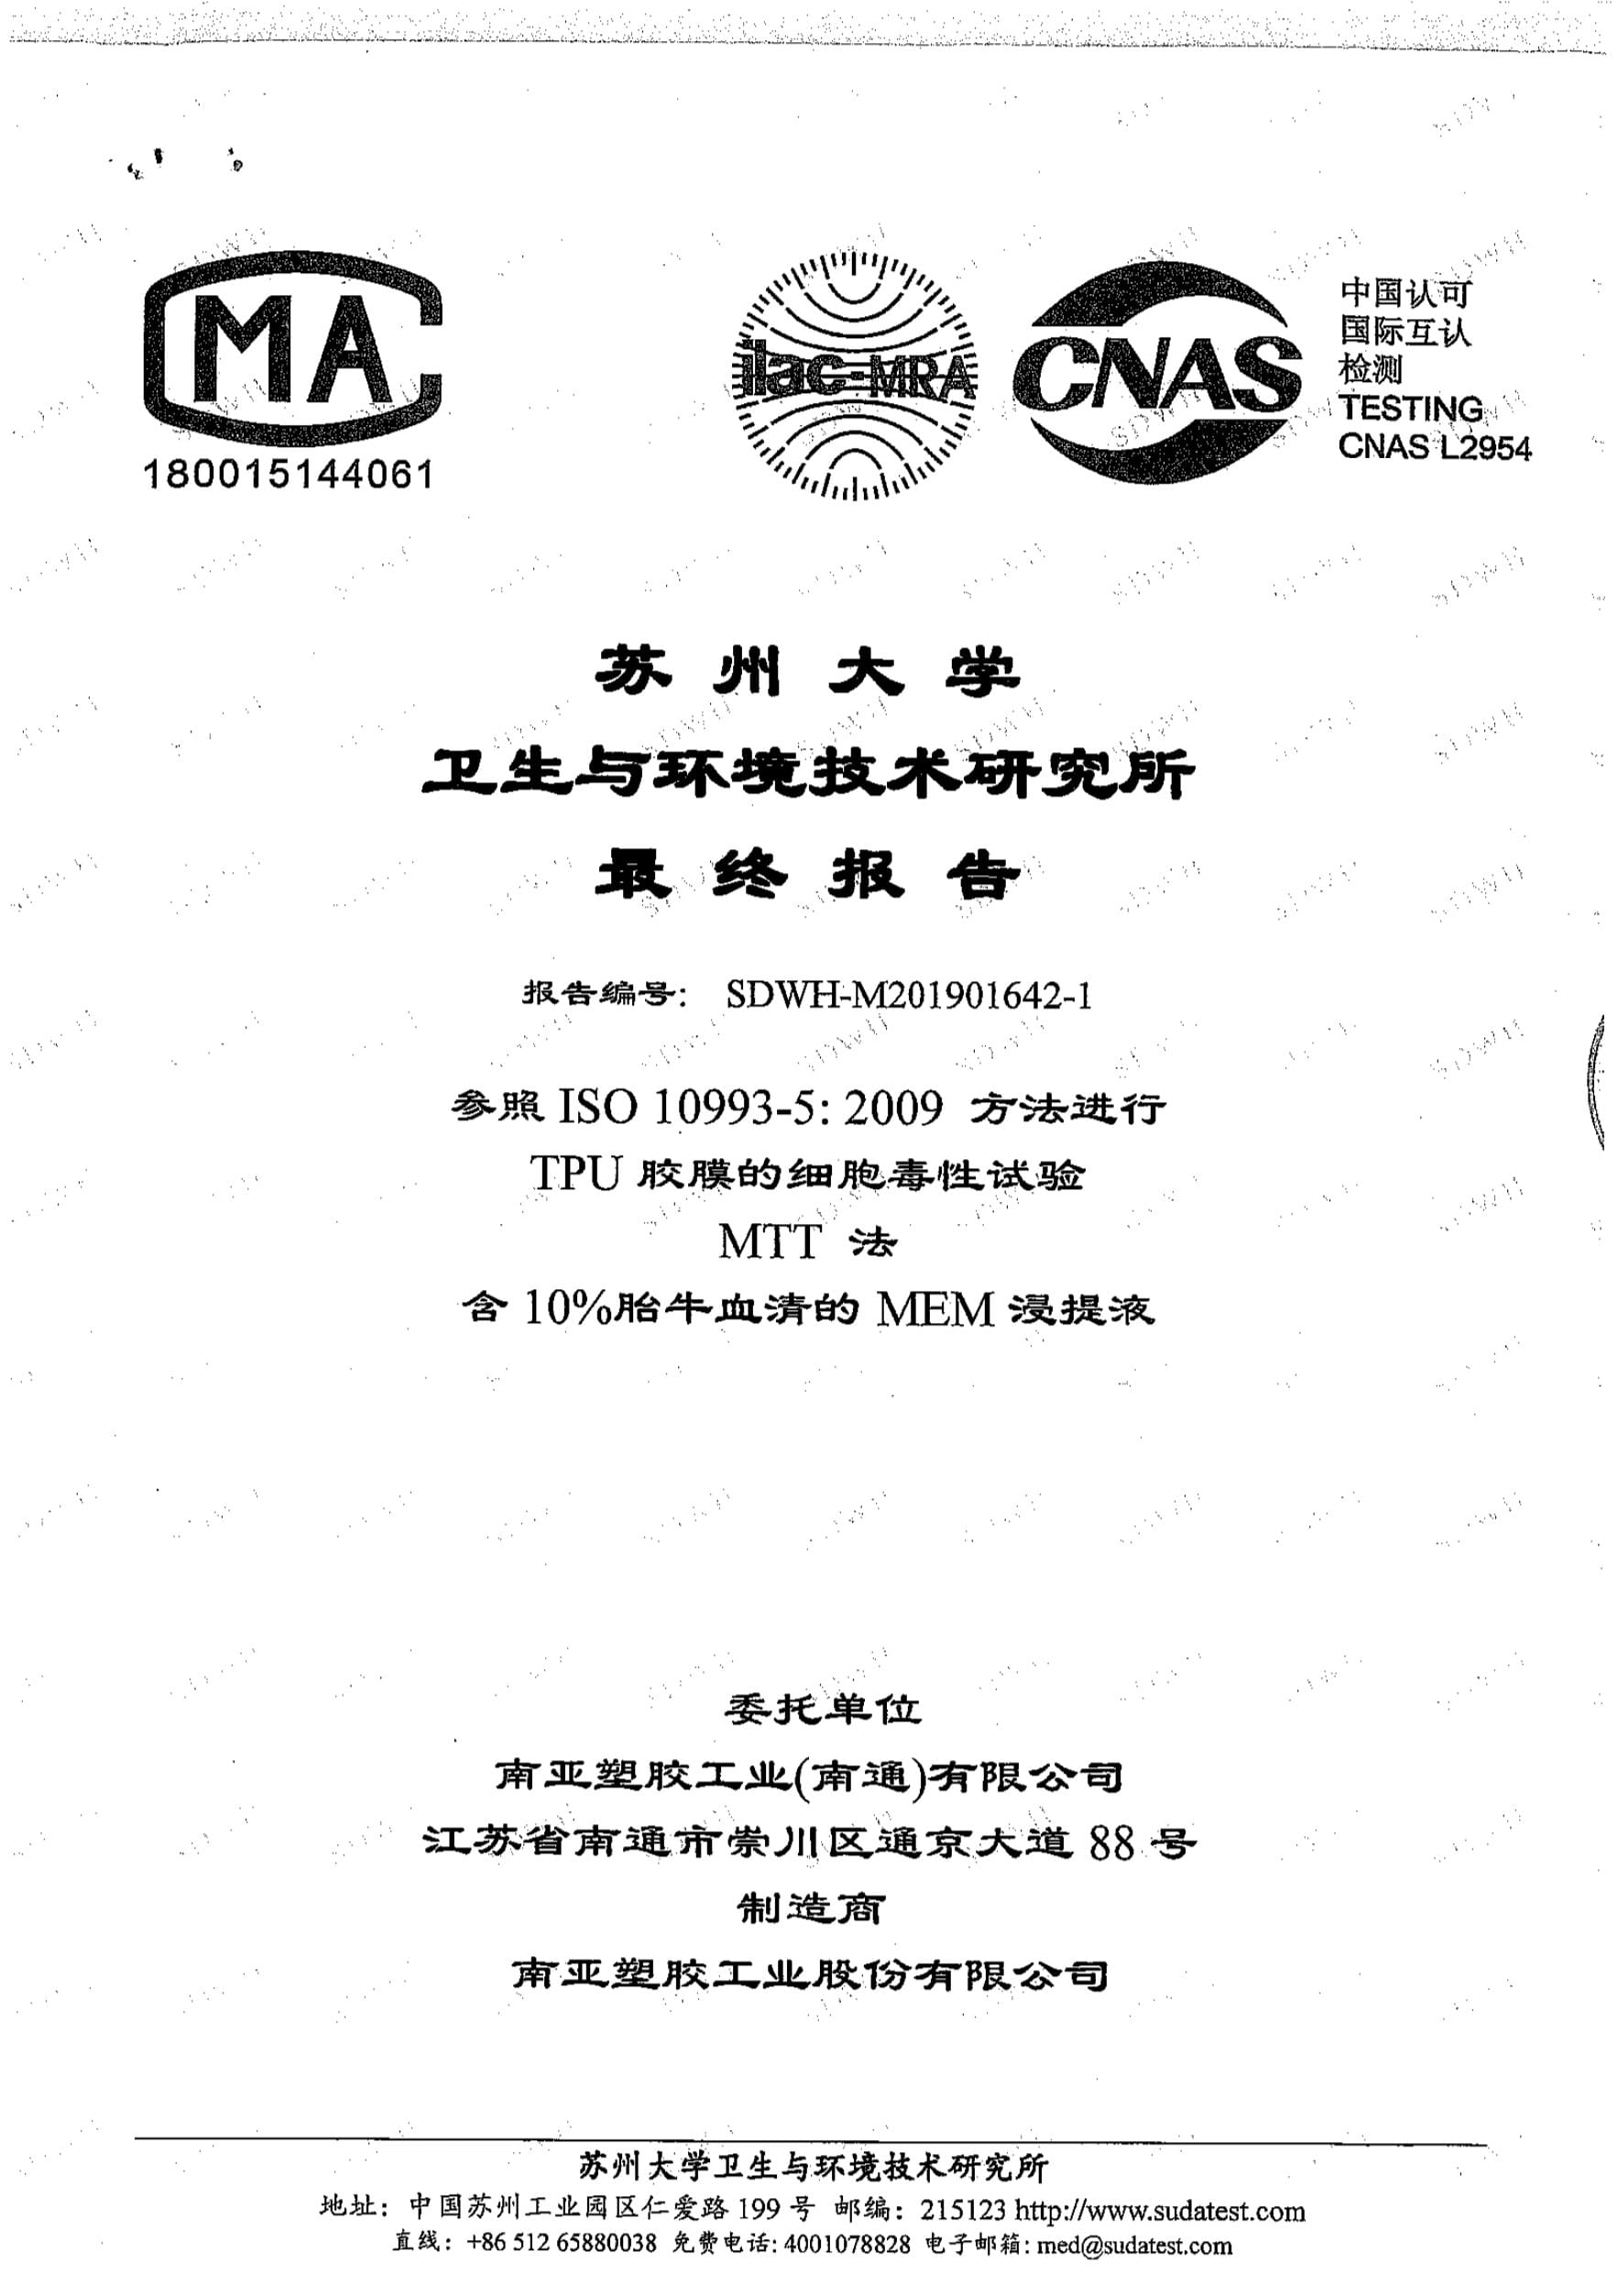 MA
180015144061
ilac-MRA
CNAS
中国认可
国际互认
检测
TESTING
CNAS L2954
苏州大学
卫生与环境技术研究所
最终报告
报告编号: SDWH-M201901642-1
参照 ISO 10993-5: 2009 方法进行
TPU 胶膜的细胞毒性试验
MTT 法
含 10%胎牛血清的 MEM 浸提液
委托单位
南亚塑胶工业(南通)有限公司
江苏省南通市崇川区通京大道 88 号
制造商
南亚塑胶工业股份有限公司
苏州大学卫生与环境技术研究所
地址: 中国苏州工业园区仁爱路 199 号 邮编: 215123 http://www.sudatest.com
直线: +86 512 65880038 免费电话: 4001078828 电子邮箱: med@sudatest.com